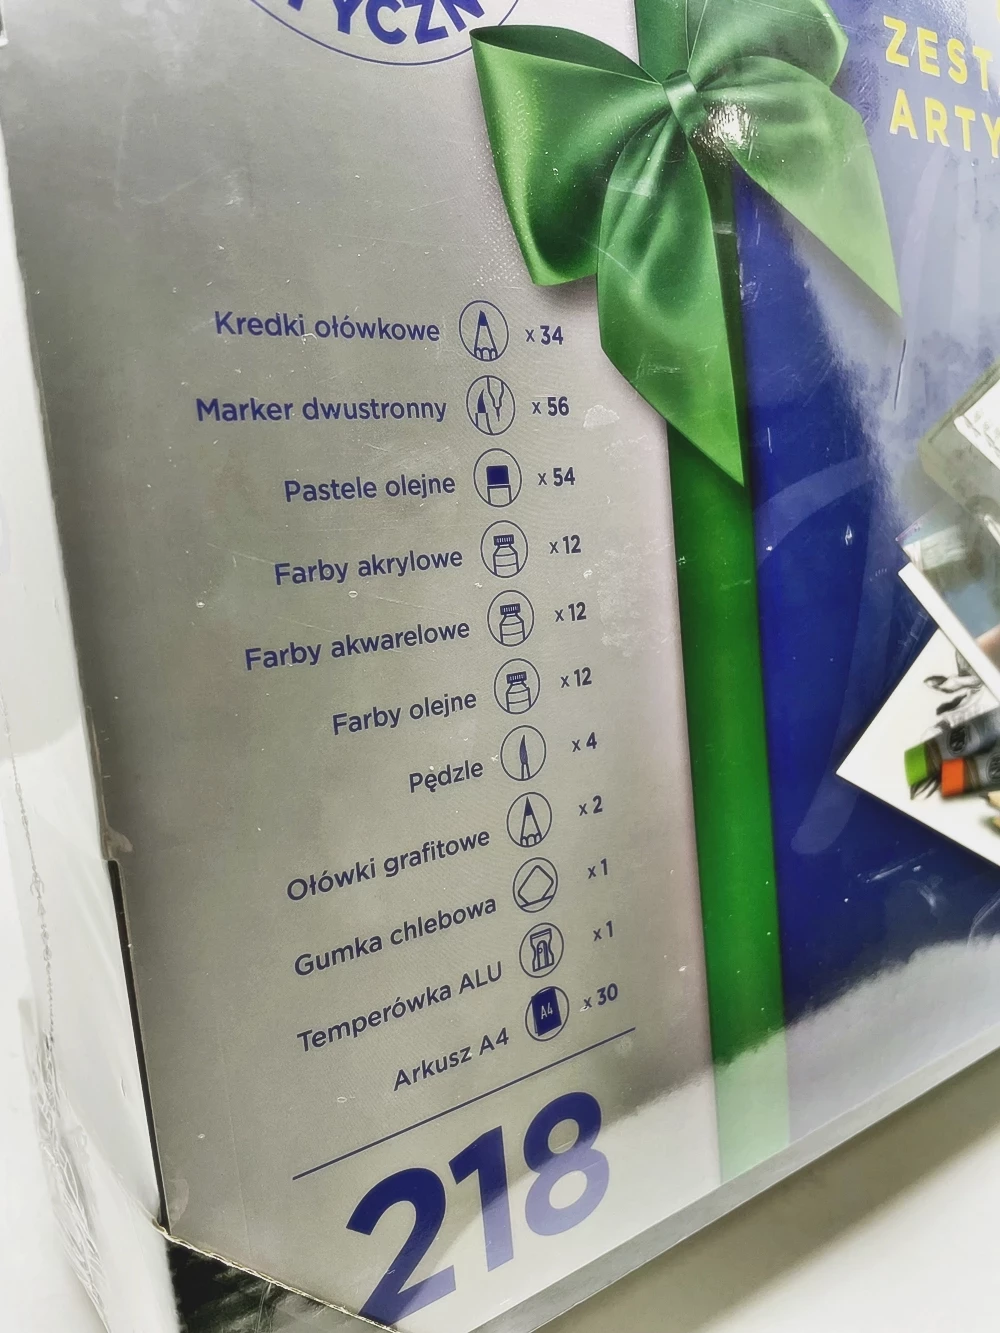 ZEST
ARTY
Kredki ołówkowe x 34
Marker dwustronny x 56
Pastele olejne x 54
Farby akrylowe x 12
Farby akwarelowe x 12
Farby olejne x 12
Pędzle x 4
Ołówki grafitowe x 2
Gumka chlebowa x 1
Temperówka ALU x 1
Arkusz A4 A4 x 30
218